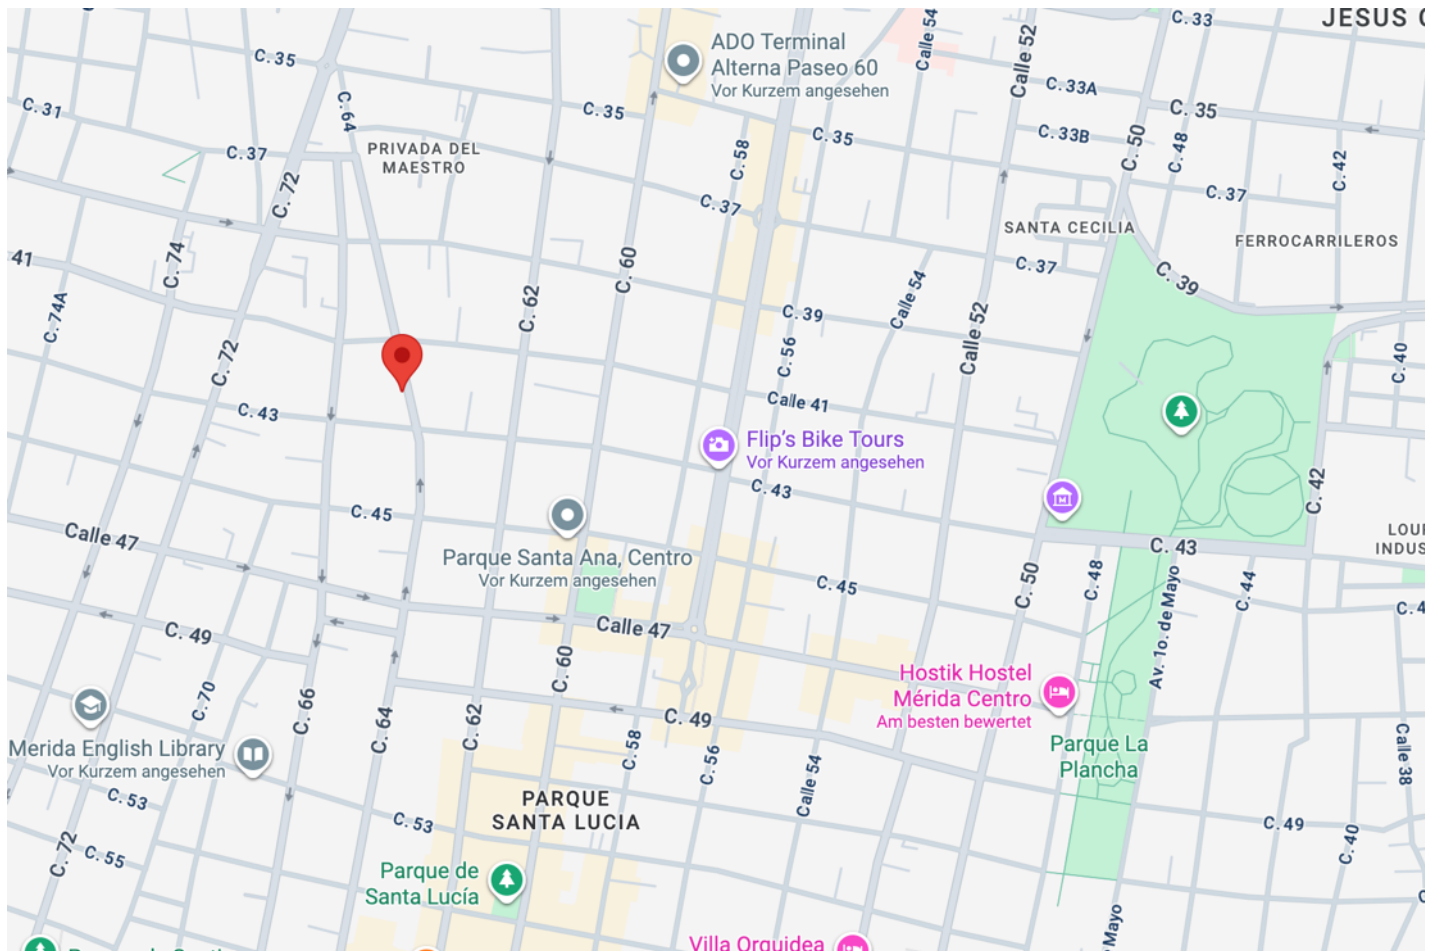 C. 33
JESUS C
Calle 54
Calle 52
ADO Terminal
Alterna Paseo 60
Vor Kurzem angesehen
C. 35
C. 33A
C. 31
C. 64
C. 35
C. 35
C. 33B
C. 35
C. 50
C. 48
C. 42
C. 37
PRIVADA DEL
MAESTRO
C. 58
C. 37
C. 72
C. 37
SANTA CECILIA
FERROCARRILEROS
41
C. 74
C. 60
C. 37
C. 39
C. 74A
C. 62
C. 39
Calle 54
Calle 52
C. 72
C. 56
C. 40
Calle 41
C. 43
Flip's Bike Tours
Vor Kurzem angesehen
C. 43
C. 42
C. 45
Calle 47
Parque Santa Ana, Centro
Vor Kurzem angesehen
C. 43
LOUR
INDUS
C. 45
C. 50
C. 48
C. 44
C. 4
Av. 1o. de Mayo
C. 49
Calle 47
C. 60
Hostik Hostel
Mérida Centro
Am besten bewertet
C. 70
C. 66
C. 64
C. 62
C. 49
Merida English Library
Vor Kurzem angesehen
C. 58
C. 56
Calle 54
Parque La
Plancha
Calle 38
C. 53
PARQUE
SANTA LUCIA
C. 53
C. 49
C. 40
C. 72
C. 55
Parque de
Santa Lucía
C
Mayo
Villa Orquidea